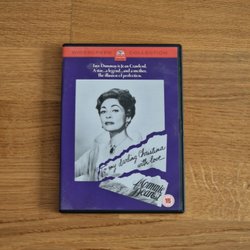 WIDESCREEN COLLECTION
Faye Dunaway is Joan Crawford.
A star... a legend... and a mother.
The illusion of perfection.
"To my darling Christina
with love..."
Mommie
Dearest
15